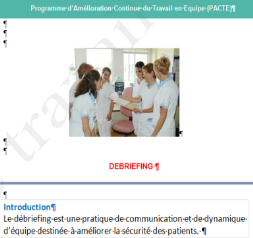 Programme·d'Amélioration·Continue·du·Travail·en·Equipe·(PACTE)¶
¶
¶
¶
¶
¶
¶
DEBRIEFING·¶
¶
Introduction¶
Le·débriefing·est·une·pratique·de·communication·et·de·dynamique·
d'équipe·destinée·à·améliorer·la·sécurité·des·patients.·¶